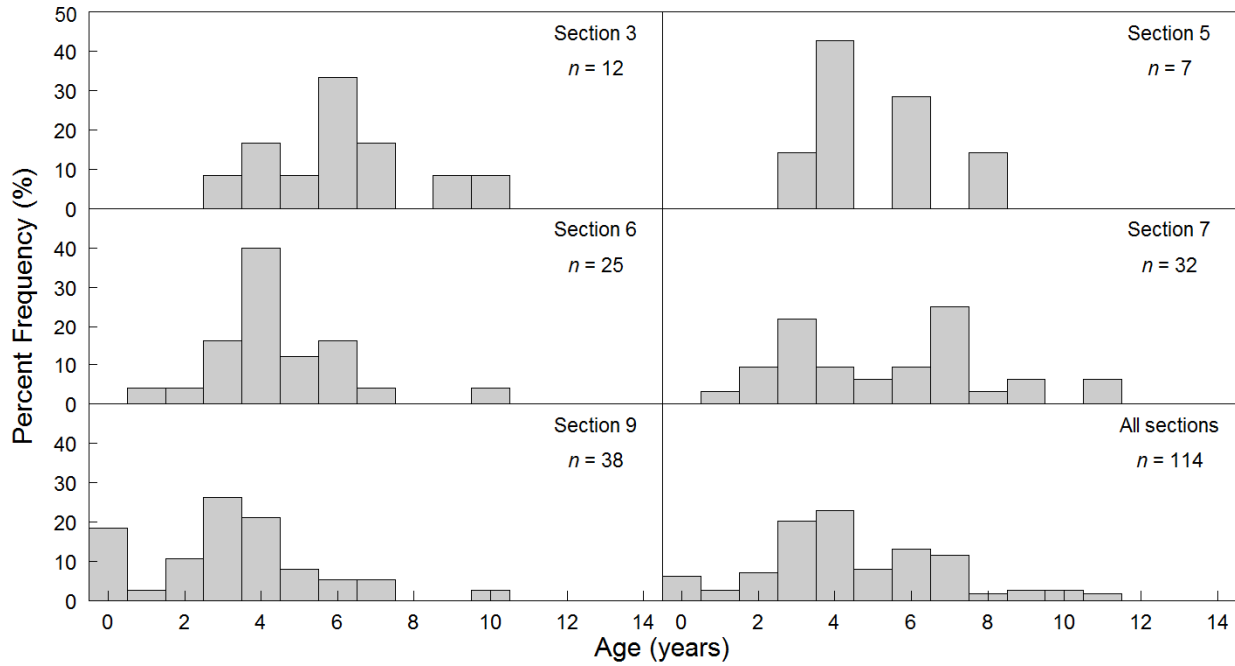 Percent Frequency (%)
50
40
30
20
10
0
Section 3
n = 12
Section 5
n = 7
40
30
20
10
0
Section 6
n = 25
Section 7
n = 32
40
30
20
10
0
Section 9
n = 38
All sections
n = 114
0 2 4 6 8 10 12 14 0 2 4 6 8 10 12 14
Age (years)